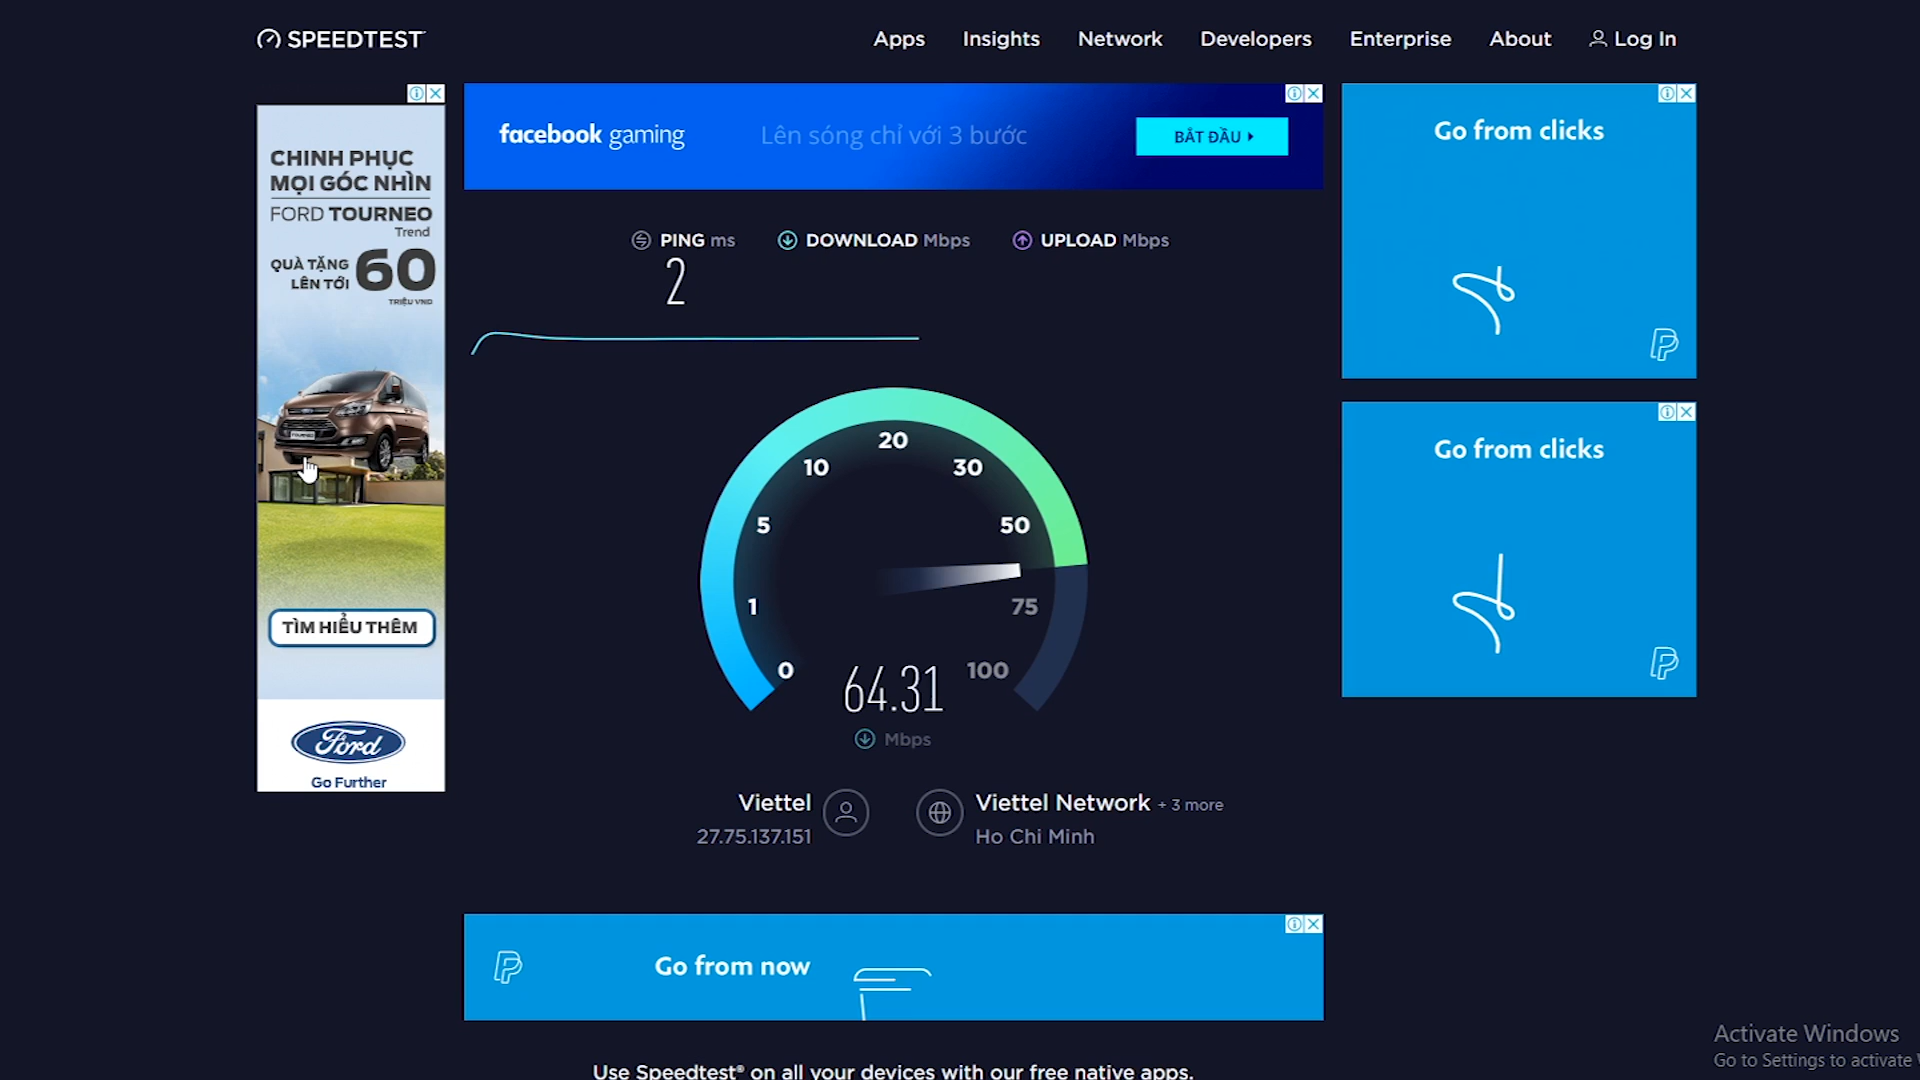 SPEEDTEST
Apps
Insights
Network
Developers
Enterprise
About
Log In
CHINH PHỤC
MỌI GÓC NHÌN
FORD TOURNEO
Trend
QUÀ TẶNG
LÊN TỚI
60
TRIỆU VND
TOURNEO
TÌM HIỂU THÊM
Ford
Go Further
facebook gaming
Lên sóng chỉ với 3 bước
BẮT ĐẦU
Go from clicks
Go from clicks
PING ms
2
DOWNLOAD Mbps
UPLOAD Mbps
0
1
5
10
20
30
50
75
100
64.31
Mbps
Viettel
27.75.137.151
Viettel Network + 3 more
Ho Chi Minh
Go from now
Use Speedtest® on all your devices with our free native apps.
Activate Windows
Go to Settings to activate